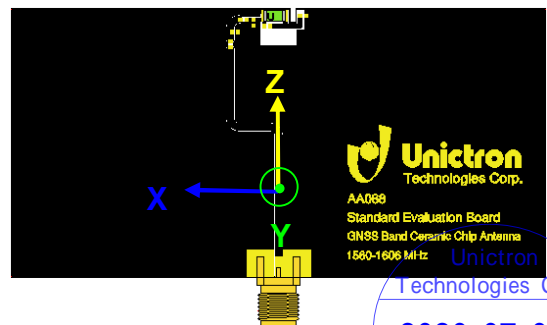 Z
X
Y
Unictron
Technologies Corp.
AA068
Standard Evaluation Board
GNSS Band Ceramic Chip Antenna
1560-1606 MHz
Unictron
Technologies